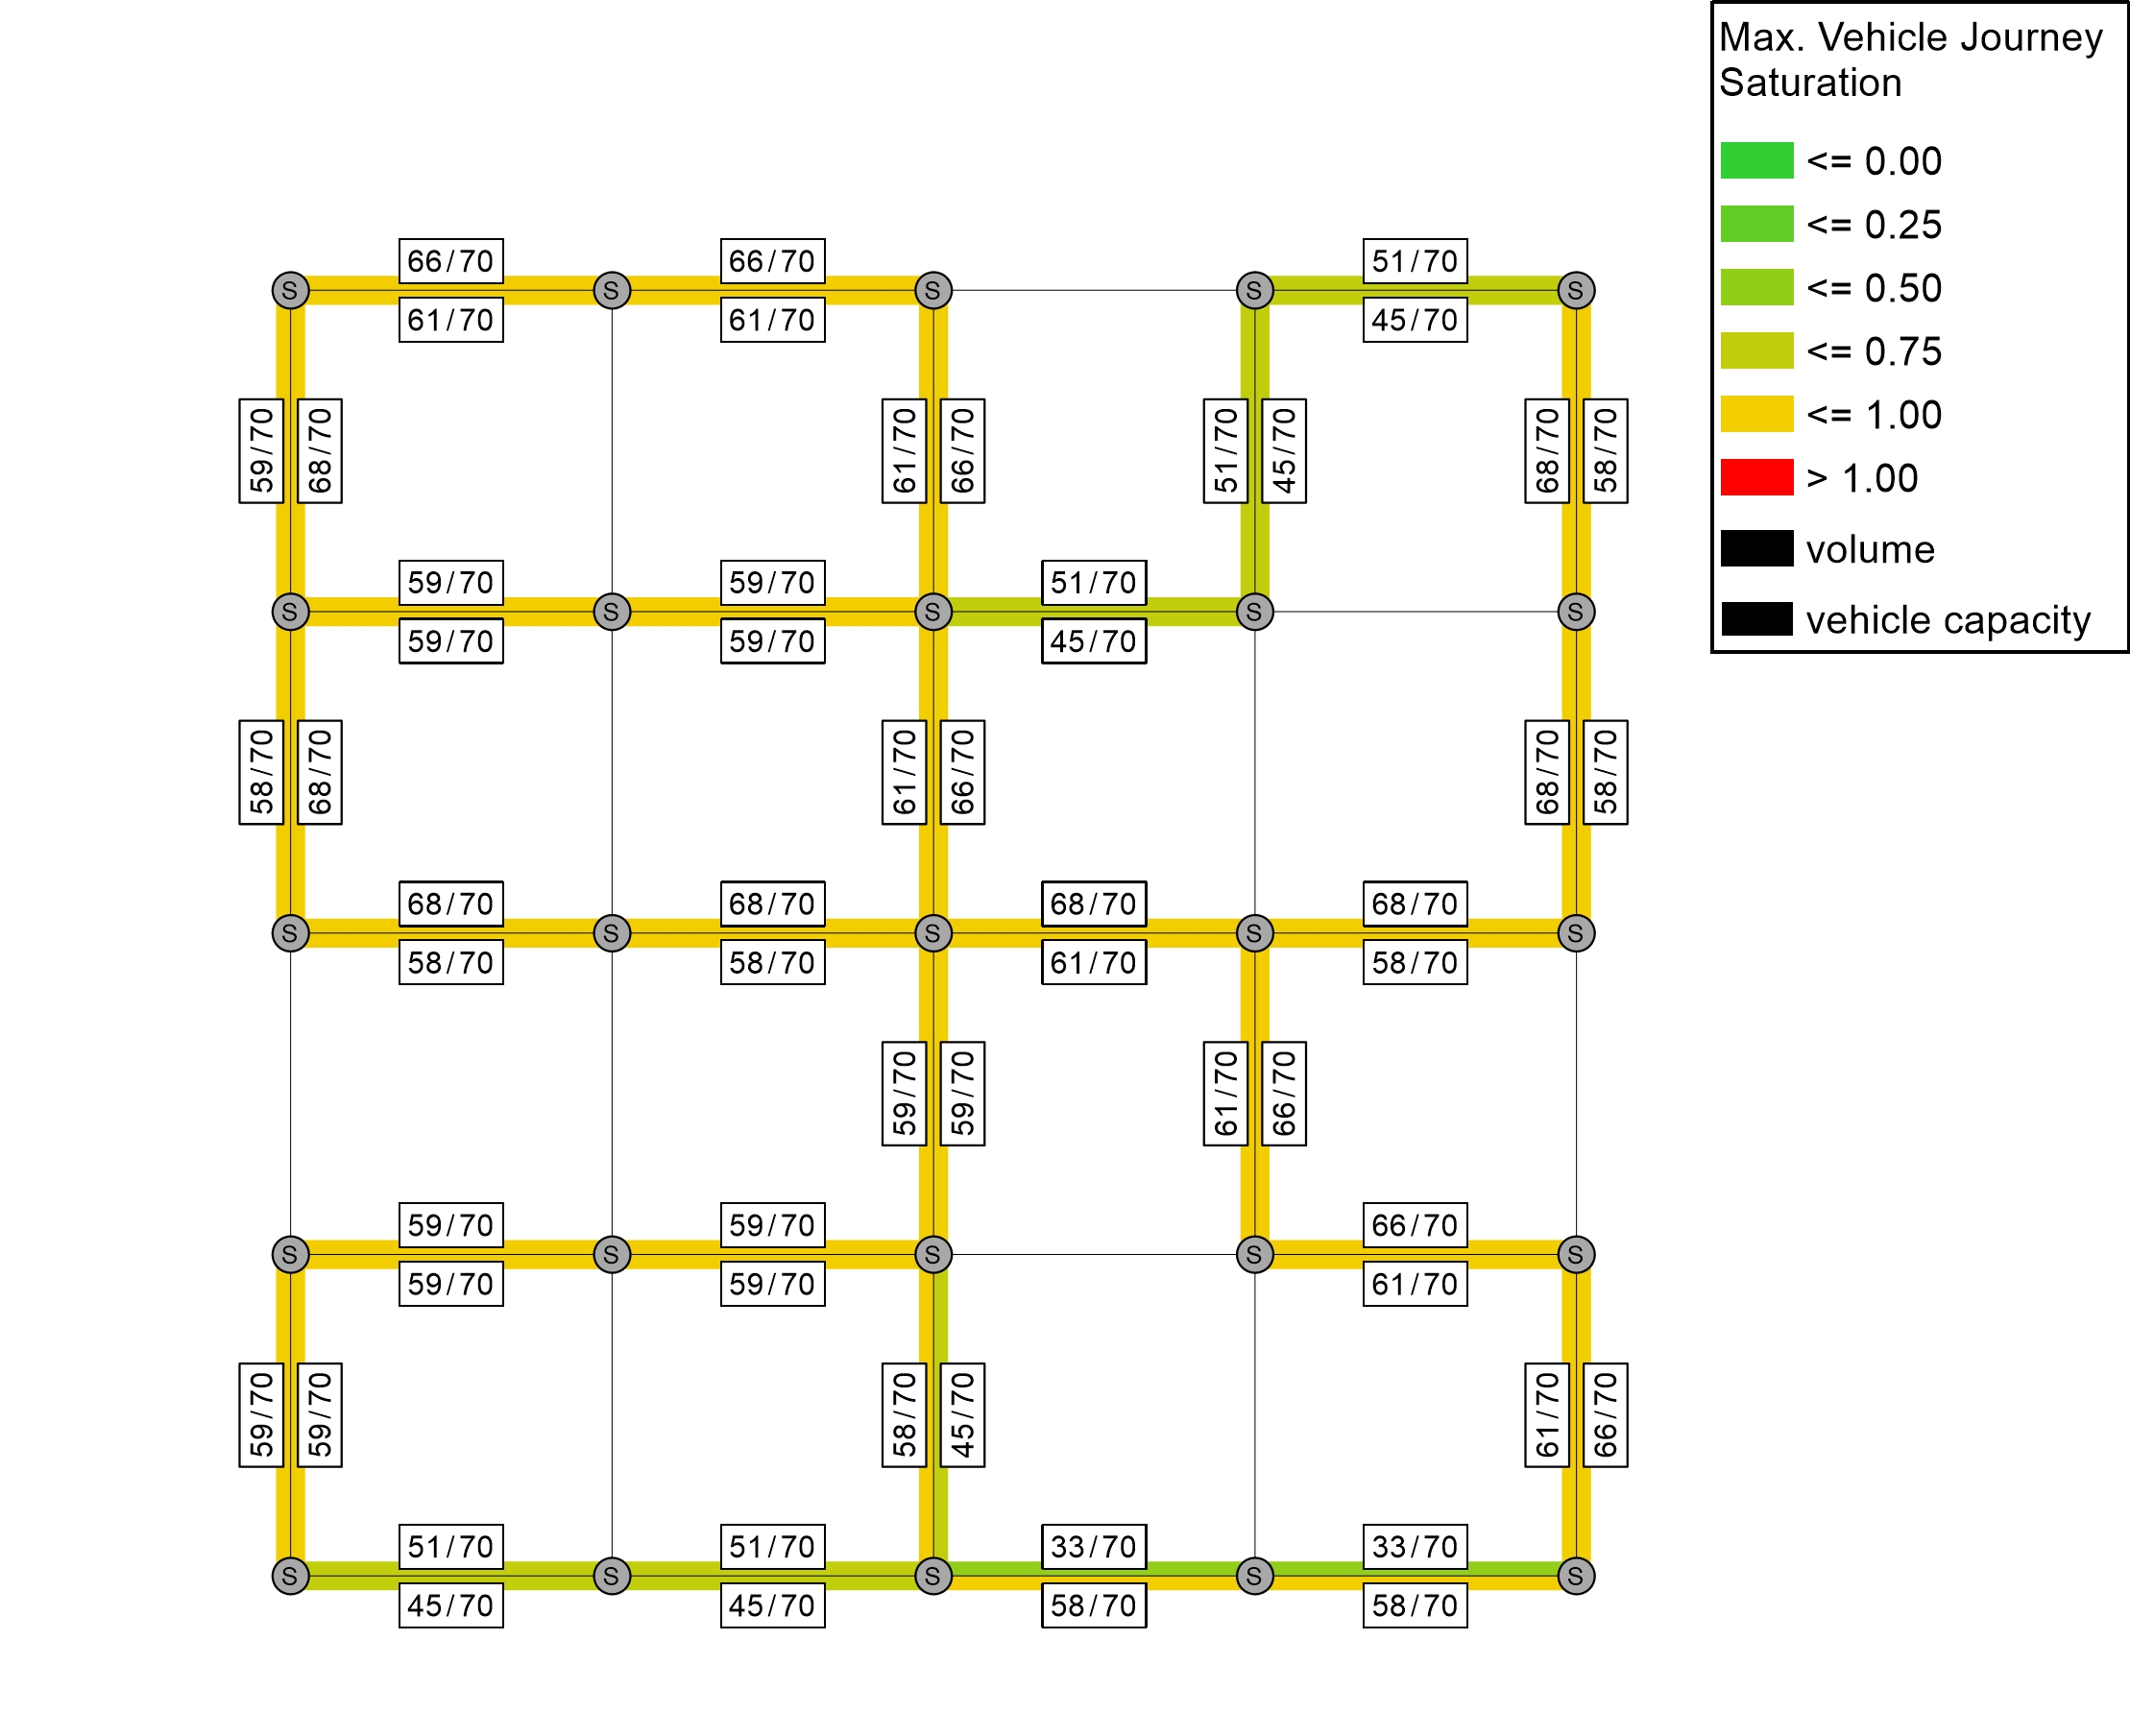 Max. Vehicle Journey
Saturation
<= 0.00
<= 0.25
<= 0.50
<= 0.75
<= 1.00
> 1.00
volume
vehicle capacity
66/70 66/70 51/70
S S S S S
61/70 61/70 45/70
59/70 68/70 61/70 66/70 51/70 45/70 68/70 58/70
59/70 59/70 51/70
S S S S S
59/70 59/70 45/70
58/70 68/70 61/70 66/70 68/70 58/70
68/70 68/70 68/70 68/70
S S S S S
58/70 58/70 61/70 58/70
59/70 59/70 61/70 66/70
59/70 59/70 66/70
S S S S S
59/70 59/70 61/70
59/70 59/70 58/70 45/70 61/70 66/70
51/70 51/70 33/70 33/70
S S S S S
45/70 45/70 58/70 58/70